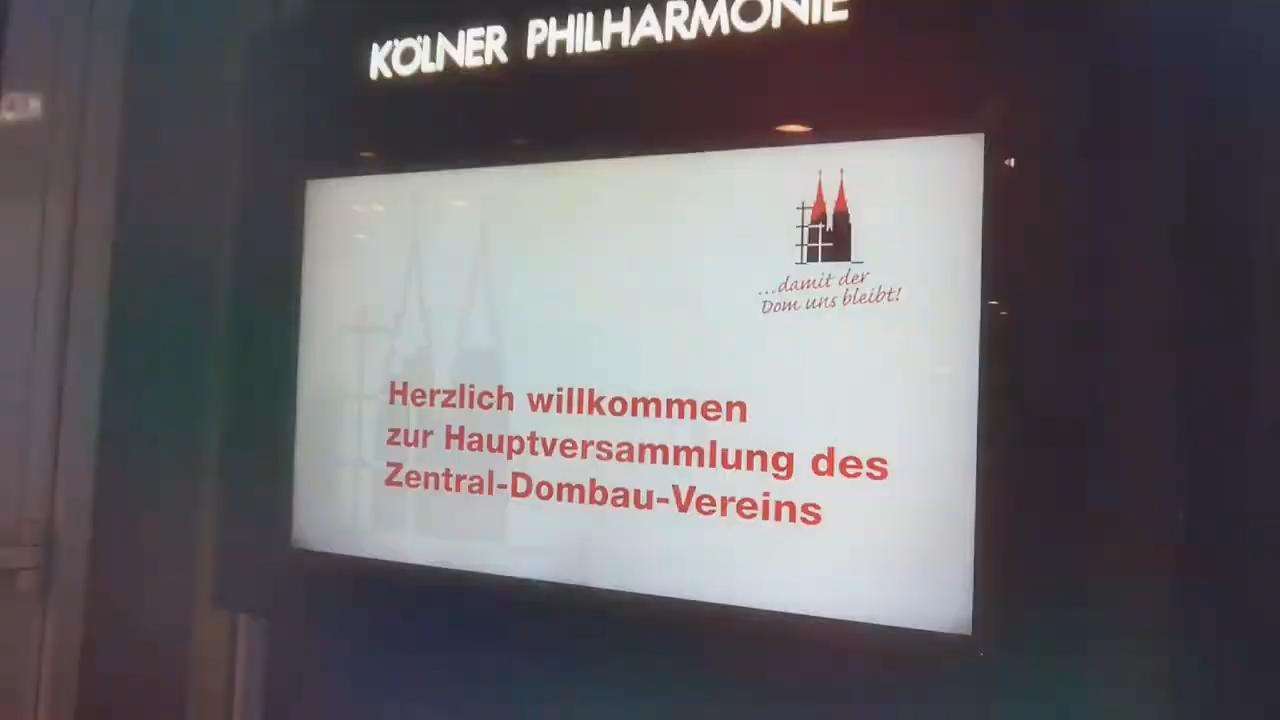 KÖLNER PHILHARMONIE
...damit der
Dom uns bleibt!
Herzlich willkommen
zur Hauptversammlung des
Zentral-Dombau-Vereins